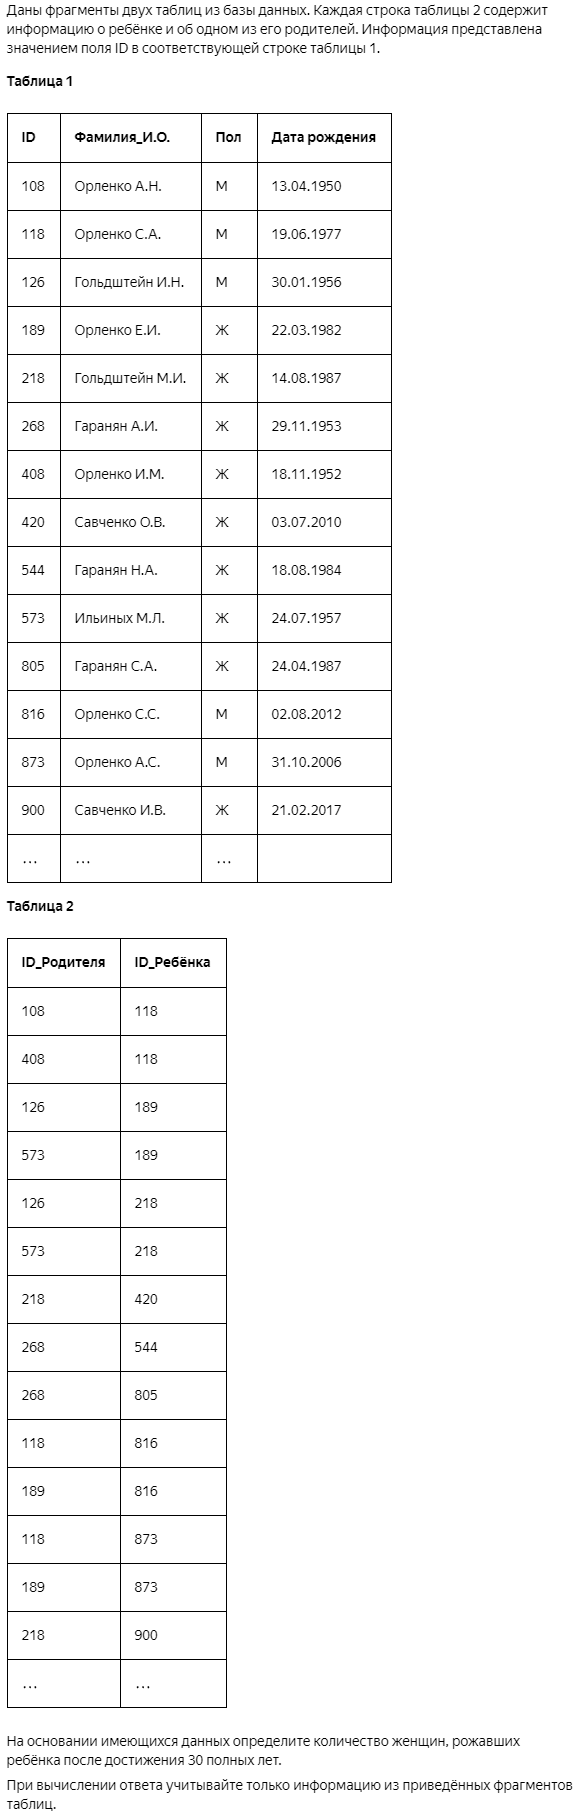 Даны фрагменты двух таблиц из базы данных. Каждая строка таблицы 2 содержит
информацию о ребёнке и об одном из его родителей. Информация представлена
значением поля ID в соответствующей строке таблицы 1.
Таблица 1
ID Фамилия_И.О. Пол Дата рождения
108 Орленко А.Н. М 13.04.1950
118 Орленко С.А. М 19.06.1977
126 Гольдштейн И.Н. М 30.01.1956
189 Орленко Е.И. Ж 22.03.1982
218 Гольдштейн М.И. Ж 14.08.1987
268 Гаранян А.И. Ж 29.11.1953
408 Орленко И.М. Ж 18.11.1952
420 Савченко О.В. Ж 03.07.2010
544 Гаранян Н.А. Ж 18.08.1984
573 Ильиных М.Л. Ж 24.07.1957
805 Гаранян С.А. Ж 24.04.1987
816 Орленко С.С. М 02.08.2012
873 Орленко А.С. М 31.10.2006
900 Савченко И.В. Ж 21.02.2017
... ... ...
Таблица 2
ID_Родителя ID_Ребёнка
108 118
408 118
126 189
573 189
126 218
573 218
218 420
268 544
268 805
118 816
189 816
118 873
189 873
218 900
... ...
На основании имеющихся данных определите количество женщин, рожавших
ребёнка после достижения 30 полных лет.
При вычислении ответа учитывайте только информацию из приведённых фрагментов
таблиц.